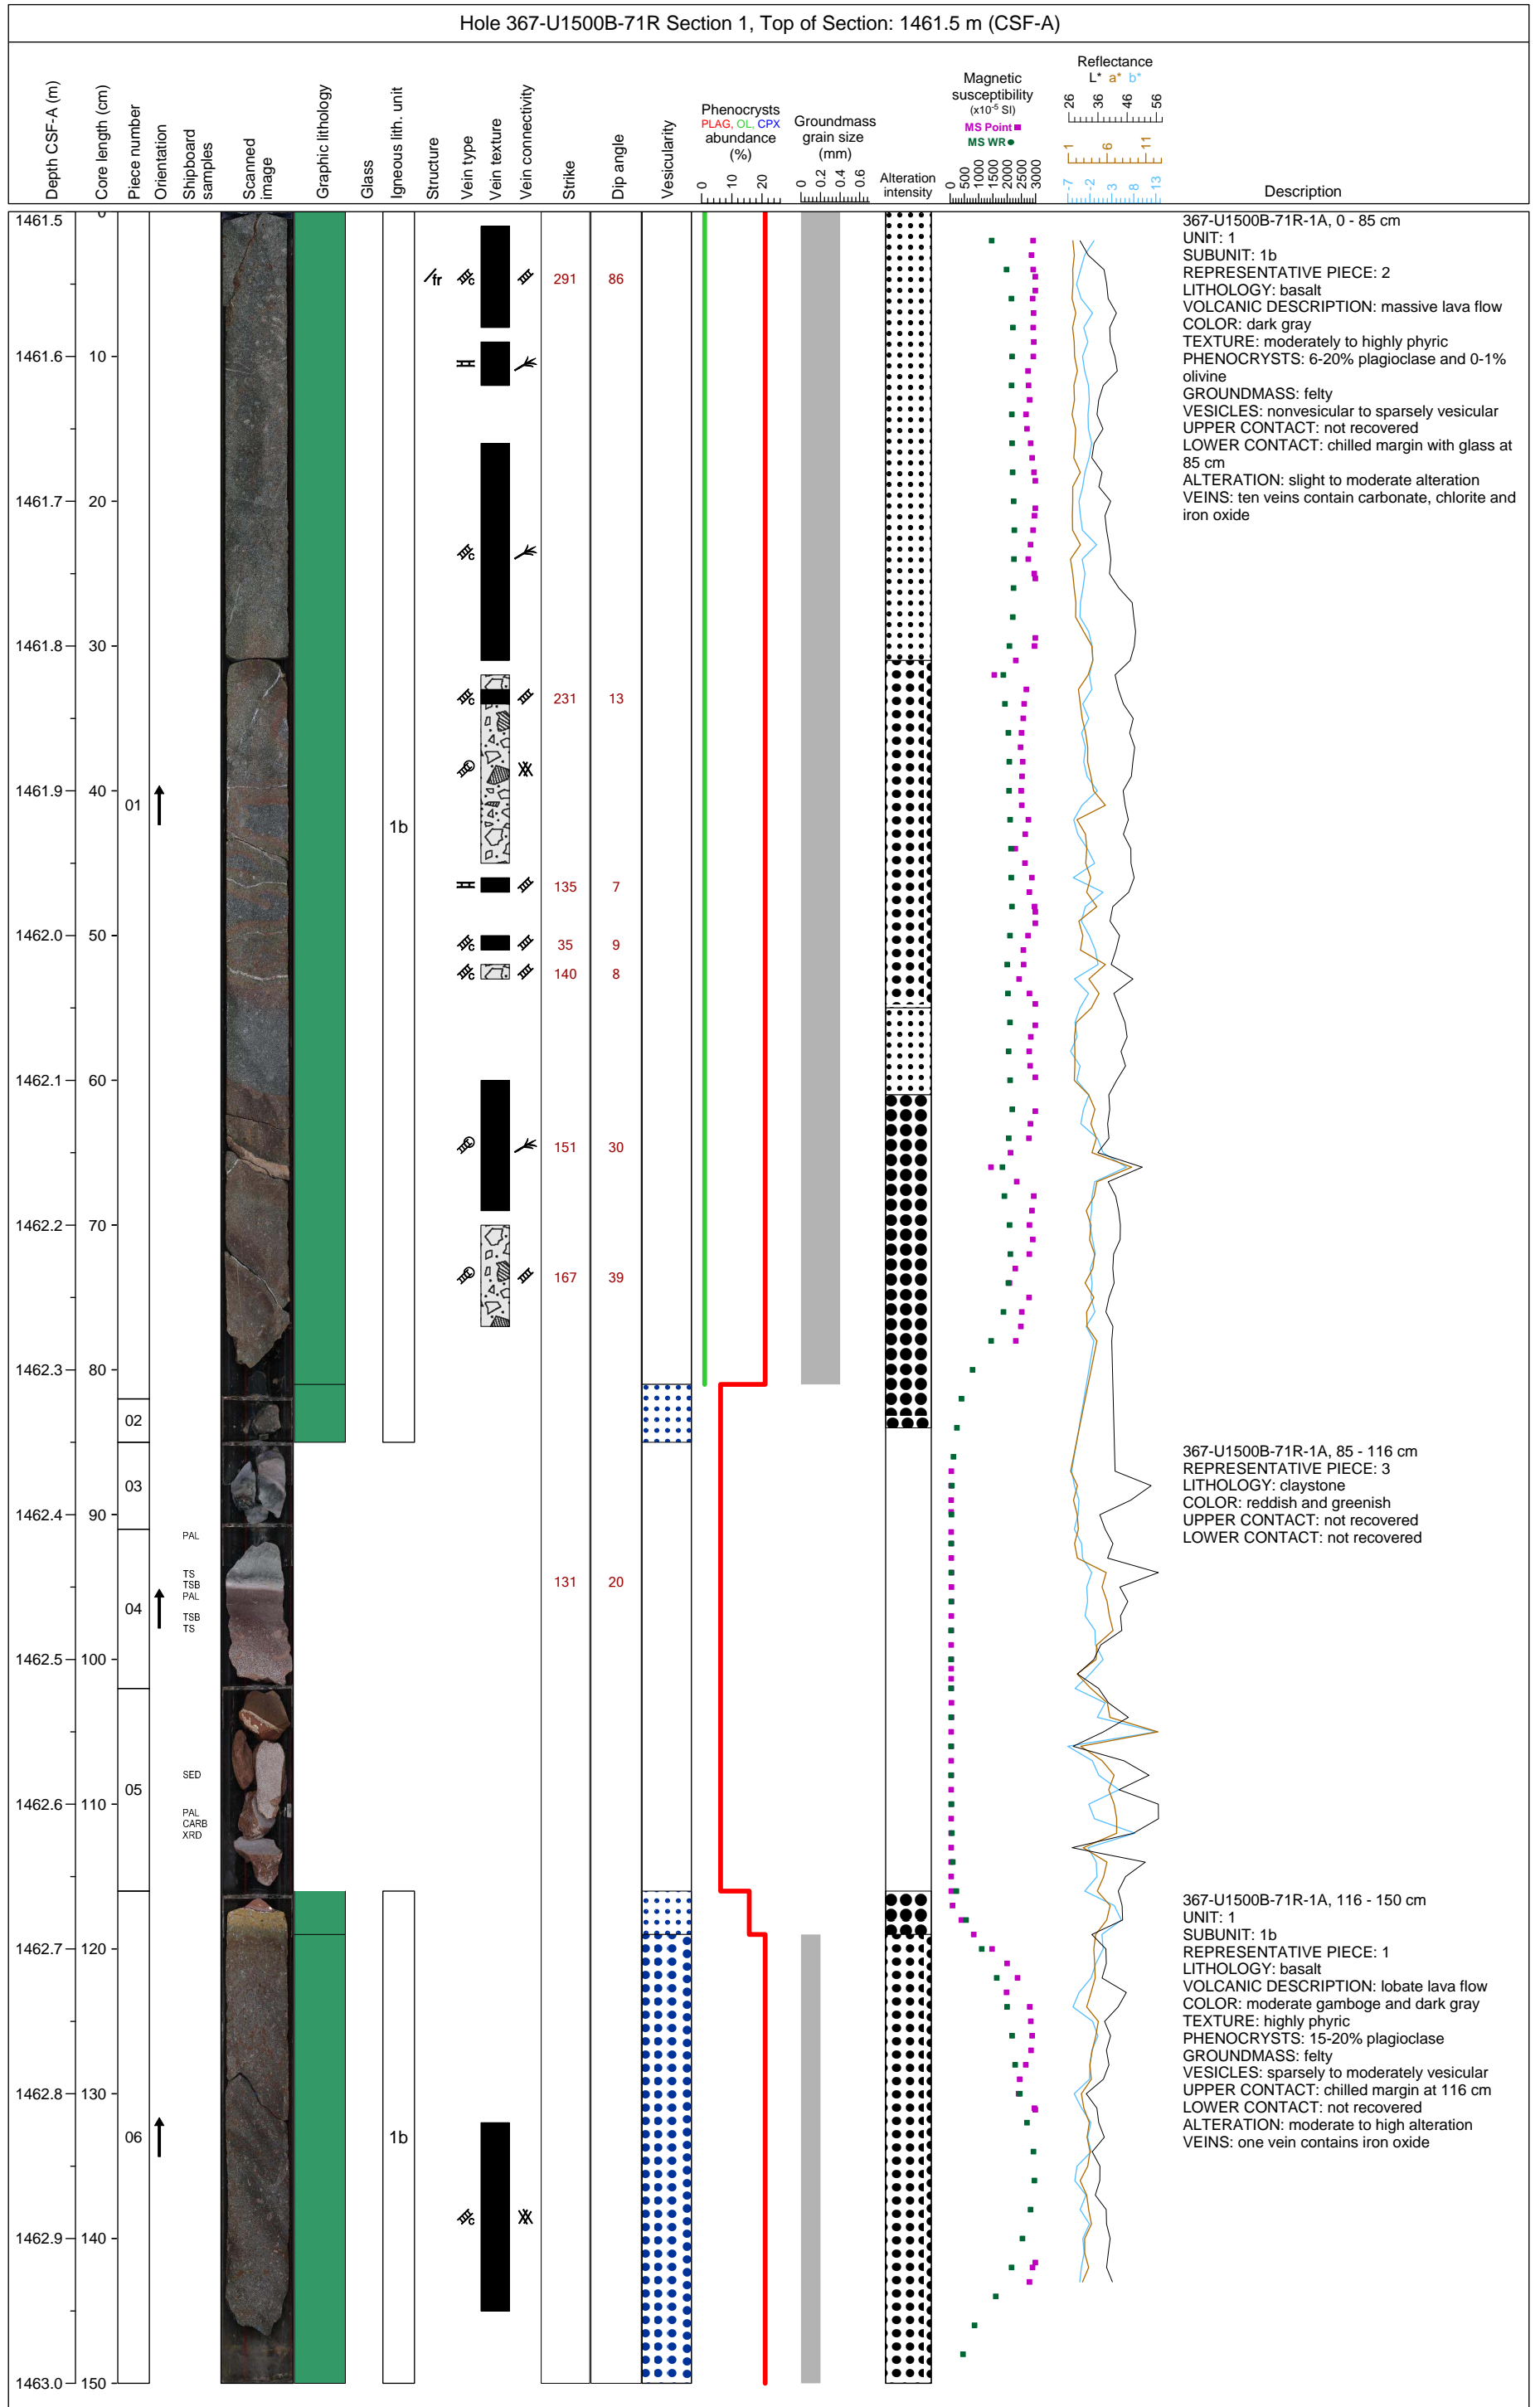 Hole 367-U1500B-71R Section 1, Top of Section: 1461.5 m (CSF-A)
Depth CSF-A (m)
Core length (cm)
Piece number
Orientation
Shipboard
samples
Scanned
image
Graphic lithology
Glass
Igneous lith. unit
Structure
Vein type
Vein texture
Vein connectivity
Strike
Dip angle
Vesicularity
Phenocrysts
PLAG, OL, CPX
abundance
(%)
0 10 20
Groundmass
grain size
(mm)
0 0.2 0.4 0.6
Alteration
intensity
Magnetic
susceptibility
(x10⁻⁵ SI)
MS Point
MS WR
0 500 1000 1500 2000 2500 3000
Reflectance
L* a* b*
26 36 46 56
1 6 11
-7 -2 3 8 13
Description
1461.5 0
1461.6 10
1461.7 20
1461.8 30
1461.9 40
1462.0 50
1462.1 60
1462.2 70
1462.3 80
1462.4 90
1462.5 100
1462.6 110
1462.7 120
1462.8 130
1462.9 140
1463.0 150
01
02
03
04
05
06
PAL
TS
TSB
PAL
TSB
TS
SED
PAL
CARB
XRD
1b
1b
fr
c
c
c
c
c
c
291 86
231 13
135 7
35 9
140 8
151 30
167 39
131 20
367-U1500B-71R-1A, 0 - 85 cm
UNIT: 1
SUBUNIT: 1b
REPRESENTATIVE PIECE: 2
LITHOLOGY: basalt
VOLCANIC DESCRIPTION: massive lava flow
COLOR: dark gray
TEXTURE: moderately to highly phyric
PHENOCRYSTS: 6-20% plagioclase and 0-1%
olivine
GROUNDMASS: felty
VESICLES: nonvesicular to sparsely vesicular
UPPER CONTACT: not recovered
LOWER CONTACT: chilled margin with glass at
85 cm
ALTERATION: slight to moderate alteration
VEINS: ten veins contain carbonate, chlorite and
iron oxide
367-U1500B-71R-1A, 85 - 116 cm
REPRESENTATIVE PIECE: 3
LITHOLOGY: claystone
COLOR: reddish and greenish
UPPER CONTACT: not recovered
LOWER CONTACT: not recovered
367-U1500B-71R-1A, 116 - 150 cm
UNIT: 1
SUBUNIT: 1b
REPRESENTATIVE PIECE: 1
LITHOLOGY: basalt
VOLCANIC DESCRIPTION: lobate lava flow
COLOR: moderate gamboge and dark gray
TEXTURE: highly phyric
PHENOCRYSTS: 15-20% plagioclase
GROUNDMASS: felty
VESICLES: sparsely to moderately vesicular
UPPER CONTACT: chilled margin at 116 cm
LOWER CONTACT: not recovered
ALTERATION: moderate to high alteration
VEINS: one vein contains iron oxide